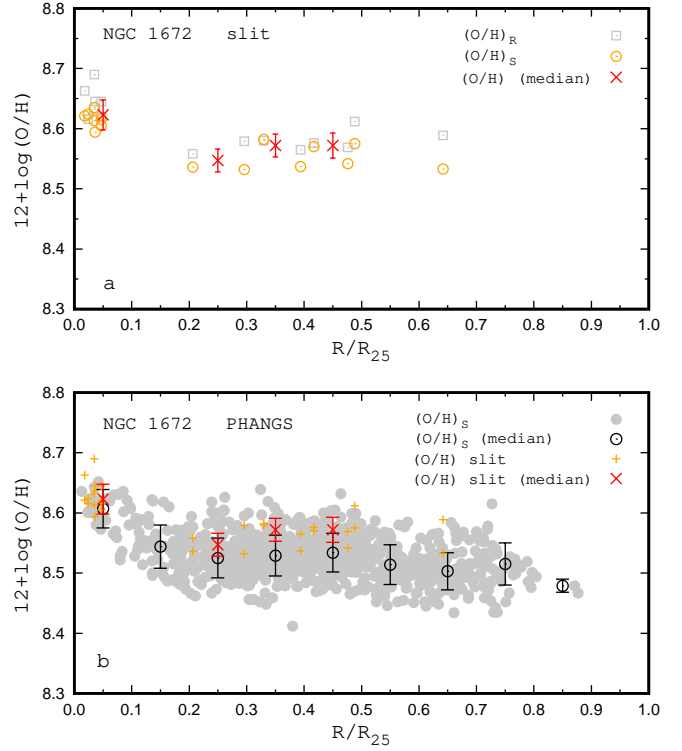 8.8
NGC 1672 slit
(O/H)R
(O/H)S
(O/H) (median)
8.7
8.6
8.5
8.4
8.3
12+log(O/H)
a
0.0 0.1 0.2 0.3 0.4 0.5 0.6 0.7 0.8 0.9 1.0
R/R25
8.8
NGC 1672 PHANGS
(O/H)S
(O/H)S (median)
(O/H) slit
(O/H) slit (median)
8.7
8.6
8.5
8.4
8.3
12+log(O/H)
b
0.0 0.1 0.2 0.3 0.4 0.5 0.6 0.7 0.8 0.9 1.0
R/R25